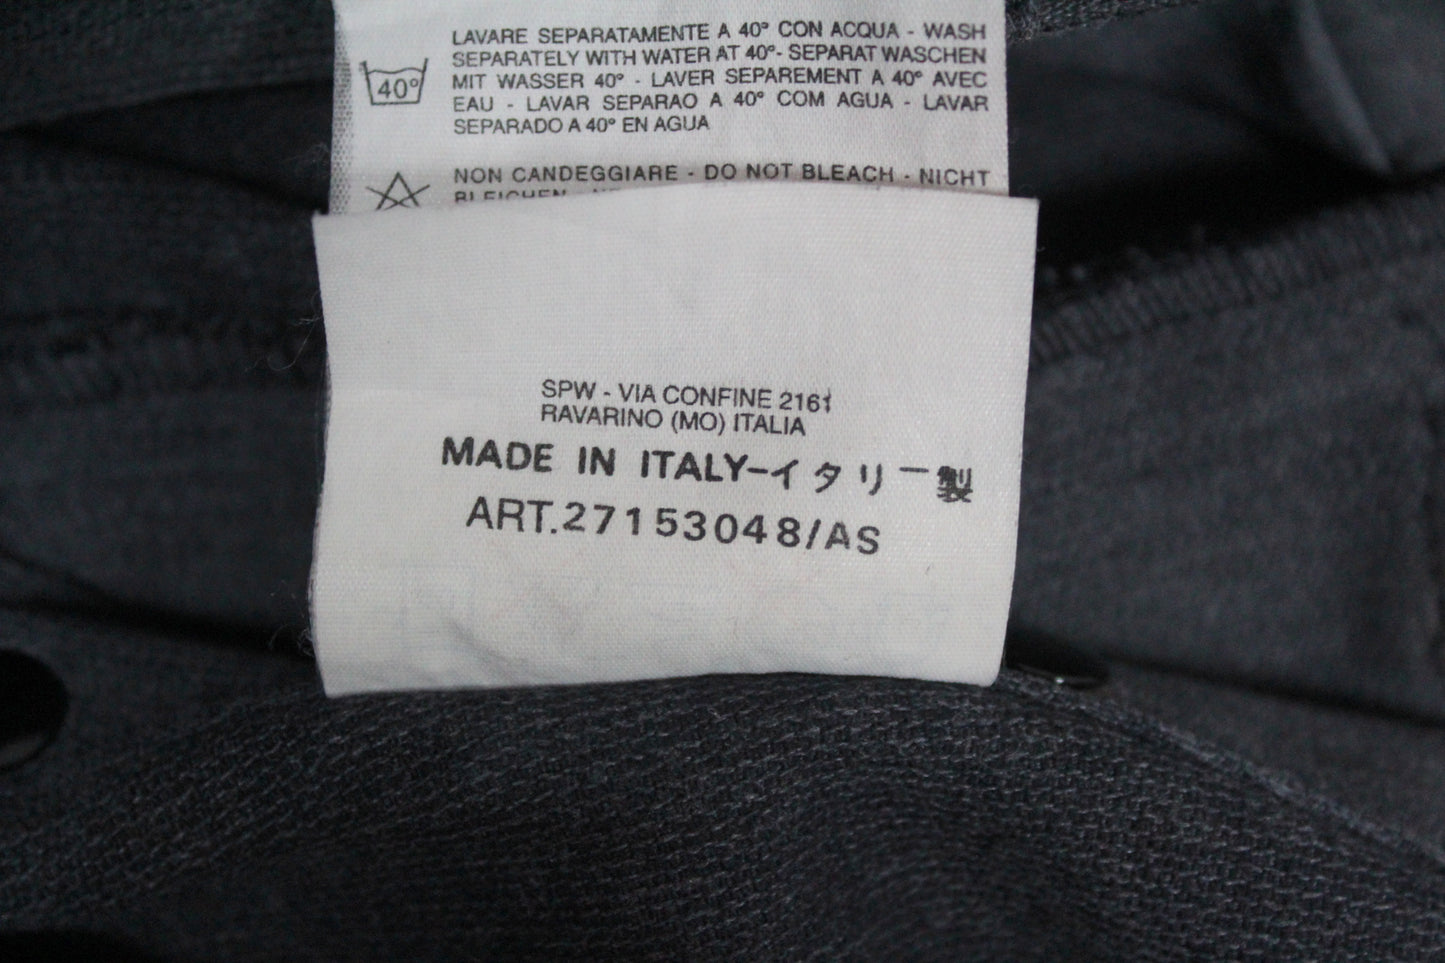 LAVARE SEPARATAMENTE A 40° CON ACQUA - WASH
SEPARATELY WITH WATER AT 40°- SEPARAT WASCHEN
MIT WASSER 40° - LAVER SEPAREMENT A 40° AVEC
EAU - LAVAR SEPARAO A 40° COM AGUA - LAVAR
SEPARADO A 40° EN AGUA
40°
NON CANDEGGIARE - DO NOT BLEACH - NICHT
BLEICHEN
SPW - VIA CONFINE 2161
RAVARINO (MO) ITALIA
MADE IN ITALY-イタリー製
ART.27153048/AS